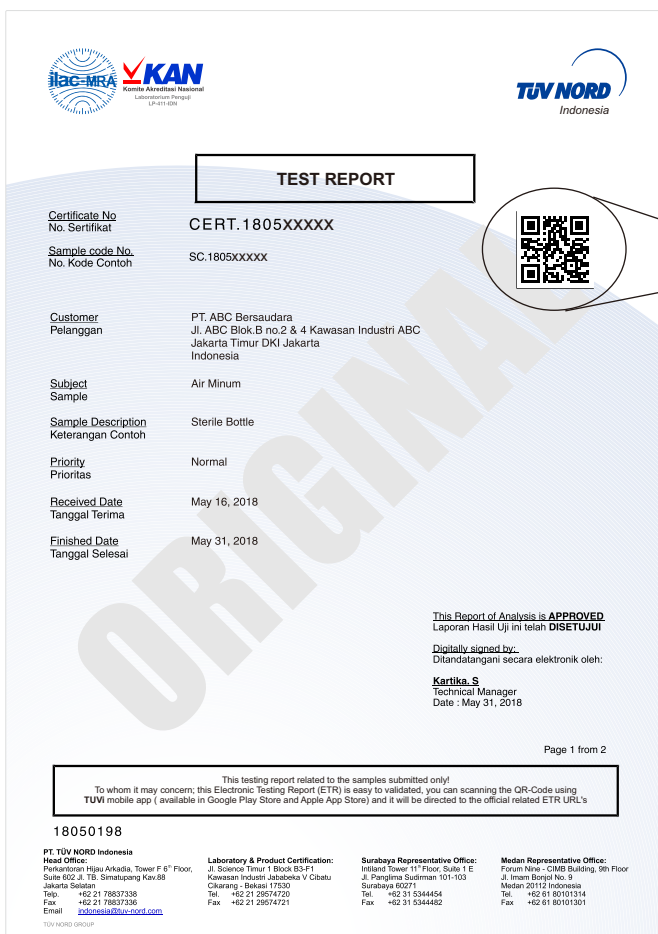 ilac-MRA
KAN
Komite Akreditasi Nasional
Laboratorium Penguji
LP-411-IDN
TÜV NORD
Indonesia
TEST REPORT
Certificate No
No. Sertifikat
CERT.1805XXXXX
Sample code No.
No. Kode Contoh
SC.1805XXXXX
Customer
Pelanggan
PT. ABC Bersaudara
Jl. ABC Blok.B no.2 & 4 Kawasan Industri ABC
Jakarta Timur DKI Jakarta
Indonesia
Subject
Sample
Air Minum
Sample Description
Keterangan Contoh
Sterile Bottle
Priority
Prioritas
Normal
Received Date
Tanggal Terima
May 16, 2018
Finished Date
Tanggal Selesai
May 31, 2018
ORIGINAL
This Report of Analysis is APPROVED
Laporan Hasil Uji ini telah DISETUJUI
Digitally signed by:
Ditandatangani secara elektronik oleh:
Kartika. S
Technical Manager
Date : May 31, 2018
Page 1 from 2
This testing report related to the samples submitted only!
To whom it may concern; this Electronic Testing Report (ETR) is easy to validated, you can scanning the QR-Code using
TUVi mobile app ( available in Google Play Store and Apple App Store) and it will be directed to the official related ETR URL's
18050198
PT. TÜV NORD Indonesia
Head Office:
Perkantoran Hijau Arkadia, Tower F 6th Floor,
Suite 602 Jl. TB. Simatupang Kav.88
Jakarta Selatan
Telp. +62 21 78837338
Fax +62 21 78837336
Email indonesia@tuv-nord.com
Laboratory & Product Certification:
Jl. Science Timur 1 Block B3-F1
Kawasan Industri Jababeka V Cibatu
Cikarang - Bekasi 17530
Tel. +62 21 29574720
Fax +62 21 29574721
Surabaya Representative Office:
Intiland Tower 11th Floor, Suite 1 E
Jl. Panglima Sudirman 101-103
Surabaya 60271
Tel. +62 31 5344454
Fax +62 31 5344482
Medan Representative Office:
Forum Nine - CIMB Building, 9th Floor
Jl. Imam Bonjol No. 9
Medan 20112 Indonesia
Tel. +62 61 80101314
Fax +62 61 80101301
TÜV NORD GROUP